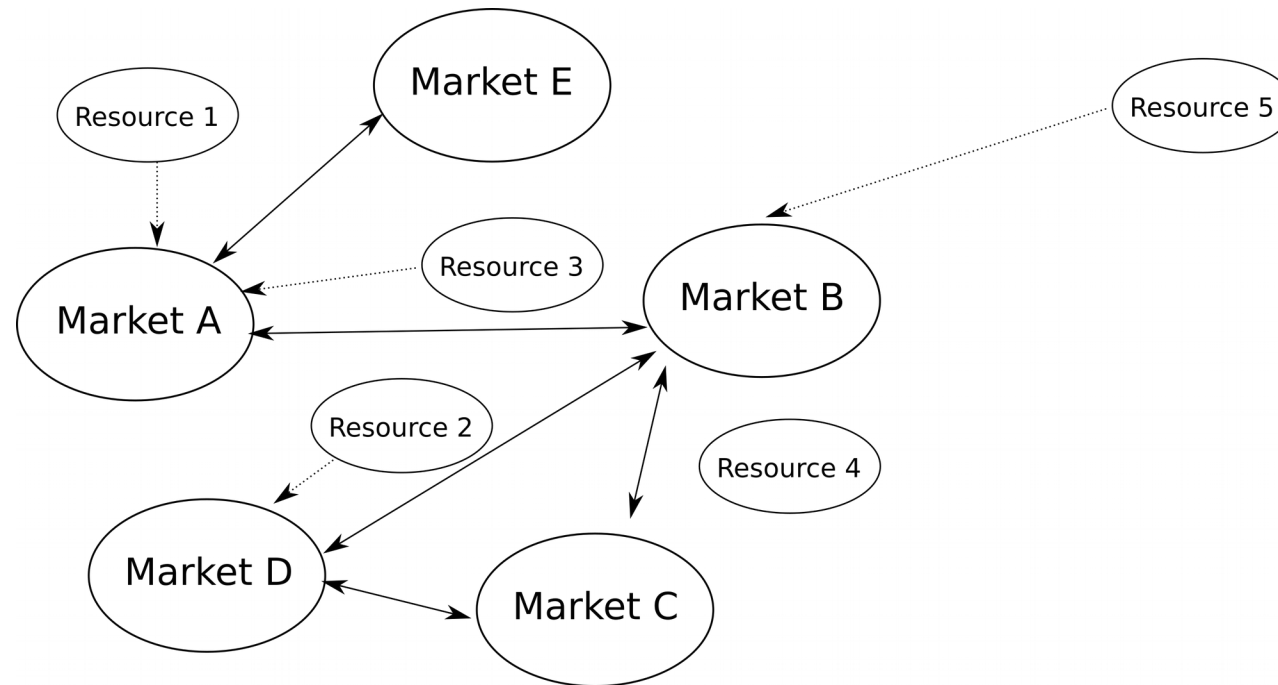 Market E
Resource 1
Resource 5
Resource 3
Market A
Market B
Resource 2
Resource 4
Market D
Market C